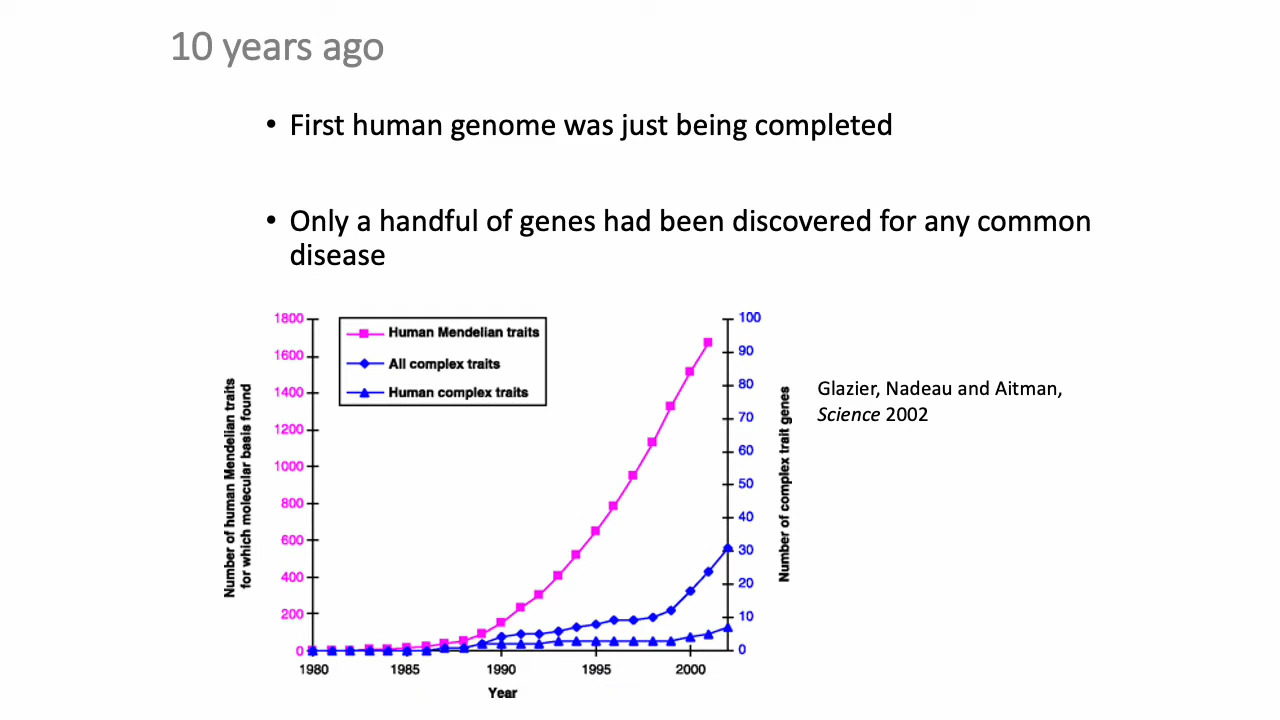 10 years ago
• First human genome was just being completed
• Only a handful of genes had been discovered for any common
disease
1800
1600
1400
1200
1000
800
600
400
200
0
Number of human Mendelian traits
for which molecular basis found
Human Mendelian traits
All complex traits
Human complex traits
100
90
80
70
60
50
40
30
20
10
0
Number of complex trait genes
1980
1985
1990
1995
2000
Year
Glazier, Nadeau and Aitman,
Science 2002